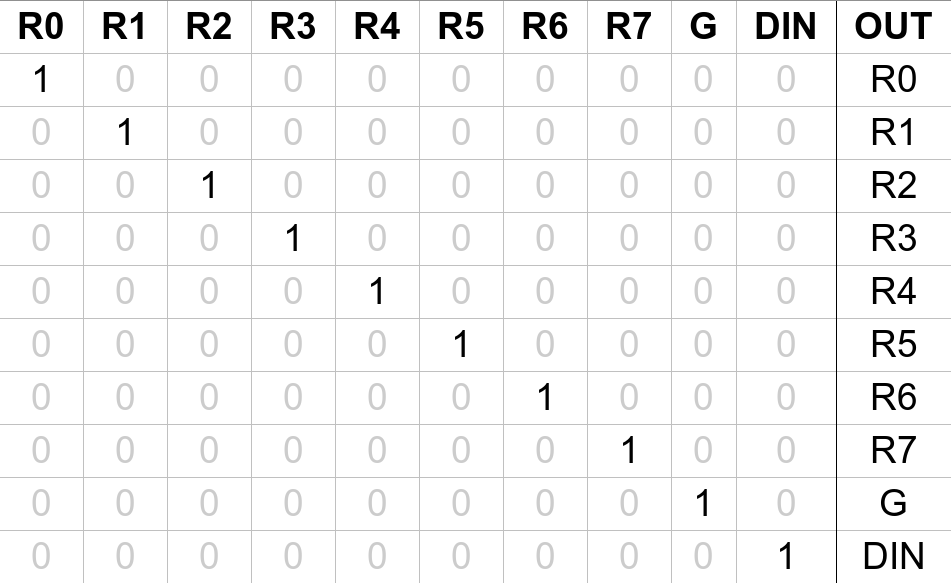 R0 R1 R2 R3 R4 R5 R6 R7 G DIN OUT
1 0 0 0 0 0 0 0 0 0 R0
0 1 0 0 0 0 0 0 0 0 R1
0 0 1 0 0 0 0 0 0 0 R2
0 0 0 1 0 0 0 0 0 0 R3
0 0 0 0 1 0 0 0 0 0 R4
0 0 0 0 0 1 0 0 0 0 R5
0 0 0 0 0 0 1 0 0 0 R6
0 0 0 0 0 0 0 1 0 0 R7
0 0 0 0 0 0 0 0 1 0 G
0 0 0 0 0 0 0 0 0 1 DIN